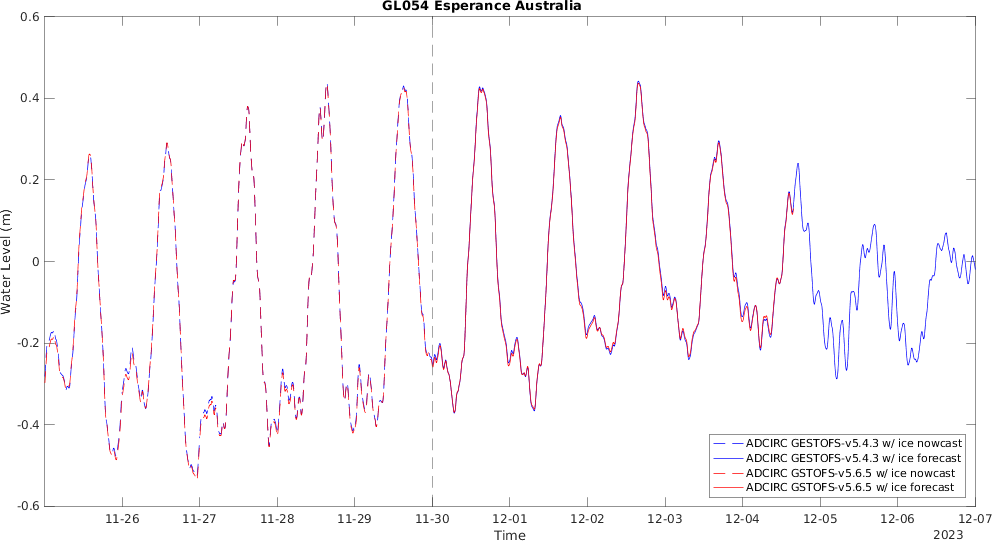 GL054 Esperance Australia
Water Level (m)
0.6
0.4
0.2
0
-0.2
-0.4
-0.6
11-26 11-27 11-28 11-29 11-30 12-01 12-02 12-03 12-04 12-05 12-06 12-07
Time
2023
ADCIRC GESTOFS-v5.4.3 w/ ice nowcast
ADCIRC GESTOFS-v5.4.3 w/ ice forecast
ADCIRC GSTOFS-v5.6.5 w/ ice nowcast
ADCIRC GSTOFS-v5.6.5 w/ ice forecast